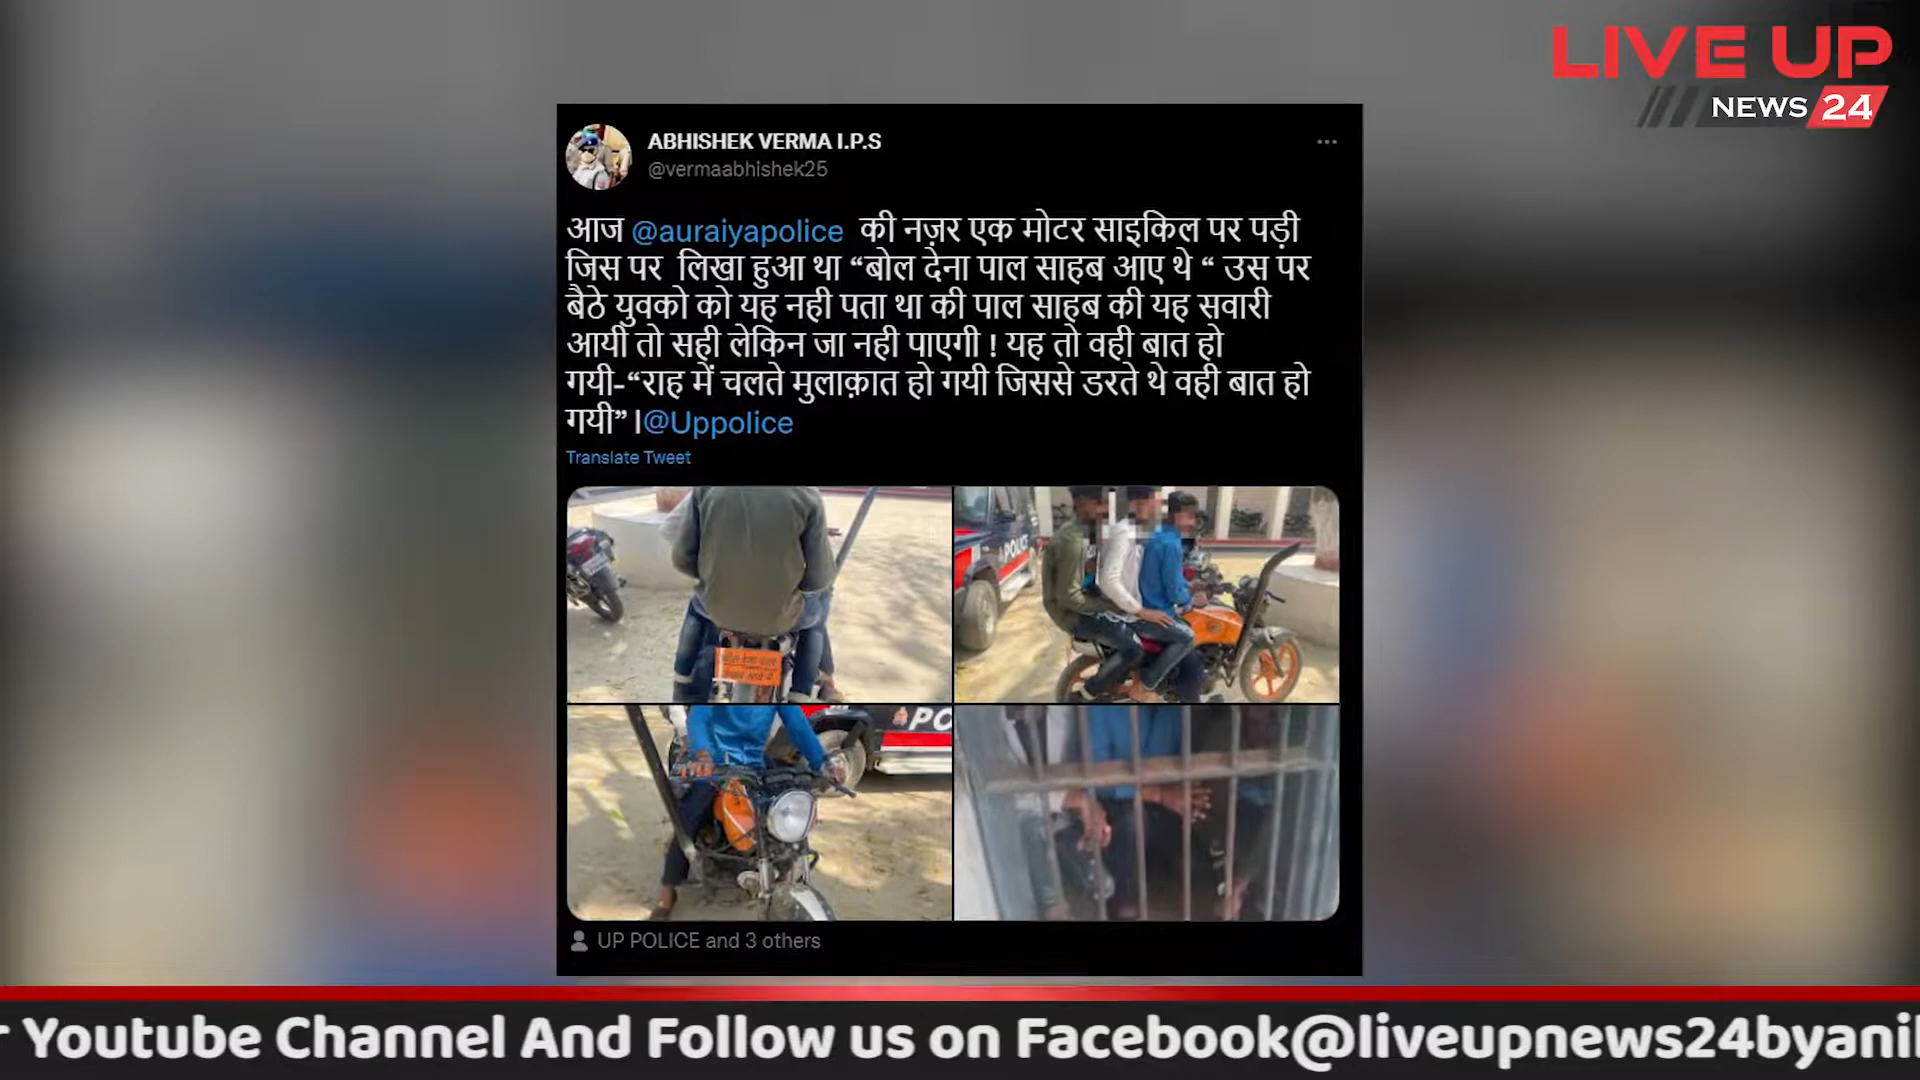 LIVE UP
NEWS 24
ABHISHEK VERMA I.P.S
@vermaabhishek25
आज @auraiyapolice की नज़र एक मोटर साइकिल पर पड़ी
जिस पर लिखा हुआ था “बोल देना पाल साहब आए थे “ उस पर
बैठे युवको को यह नही पता था की पाल साहब की यह सवारी
आयी तो सही लेकिन जा नही पाएगी ! यह तो वही बात हो
गयी-“राह में चलते मुलाक़ात हो गयी जिससे डरते थे वही बात हो
गयी” l@Uppolice
Translate Tweet
POLICE
PO
UP POLICE and 3 others
r Youtube Channel And Follow us on Facebook@liveupnews24byanil